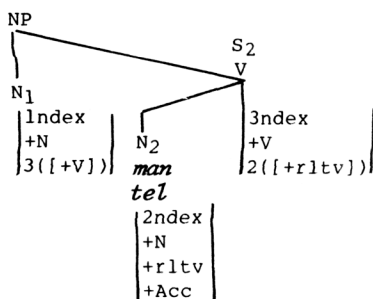 NP
S2
V
N1
1ndex
+N
3([+V])
N2
man
tel
3ndex
+V
2([+rltv])
2ndex
+N
+rltv
+Acc